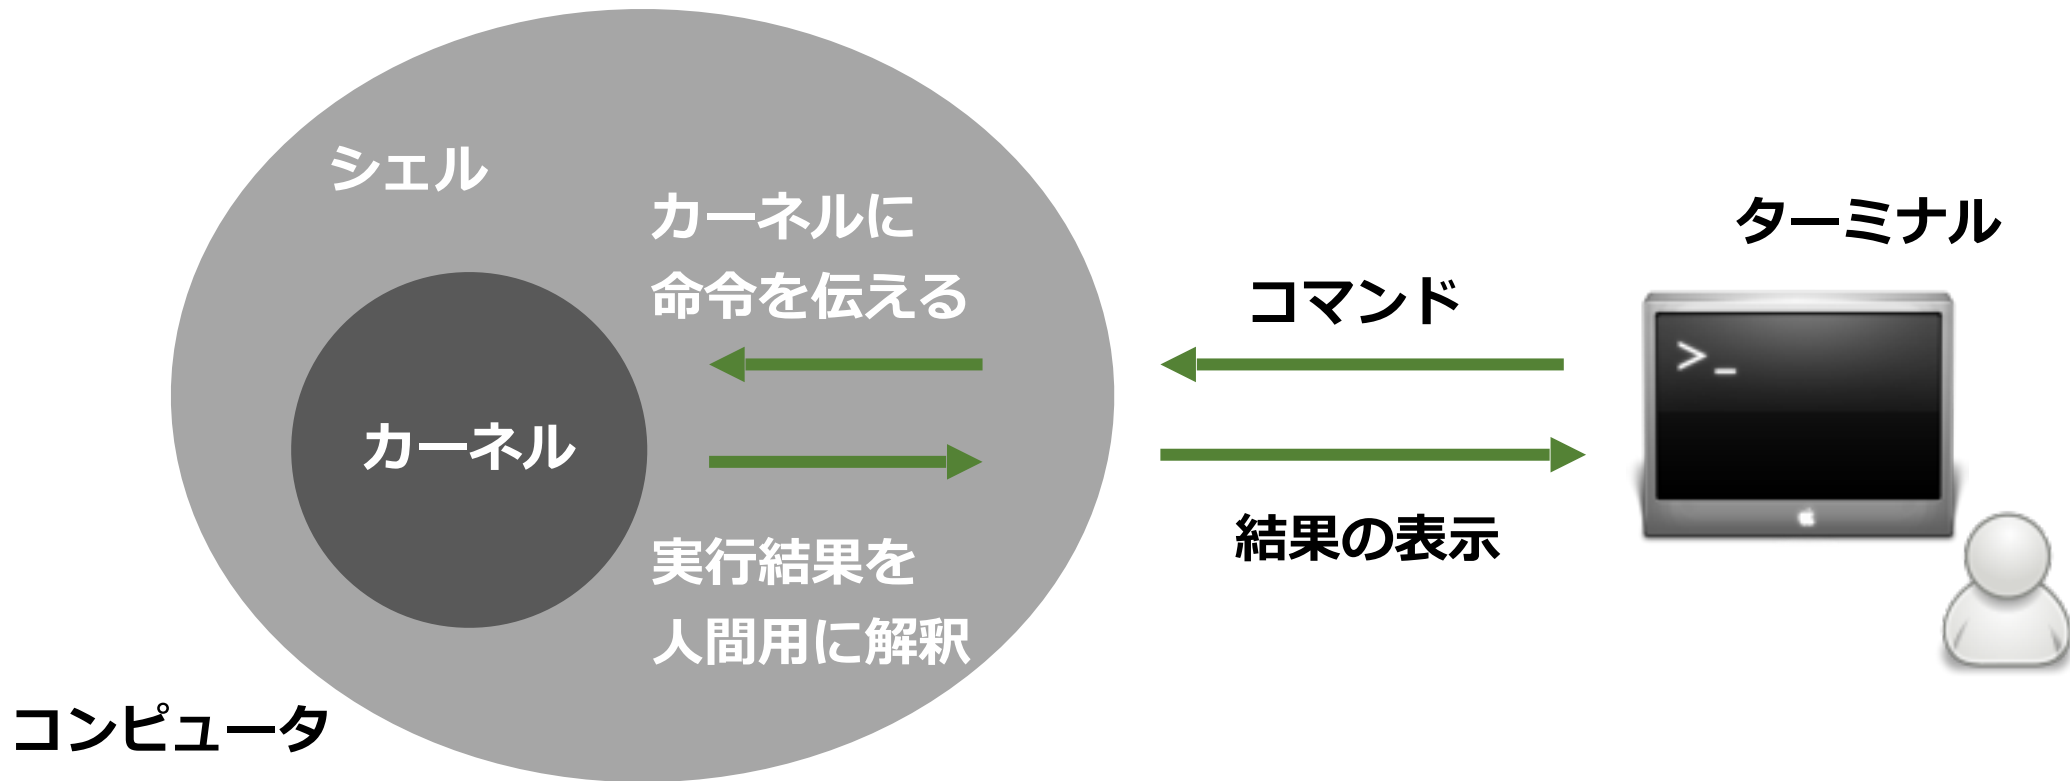 シェル
カーネルに
命令を伝える
カーネル
実行結果を
人間用に解釈
コンピュータ
コマンド
結果の表示
ターミナル
>_